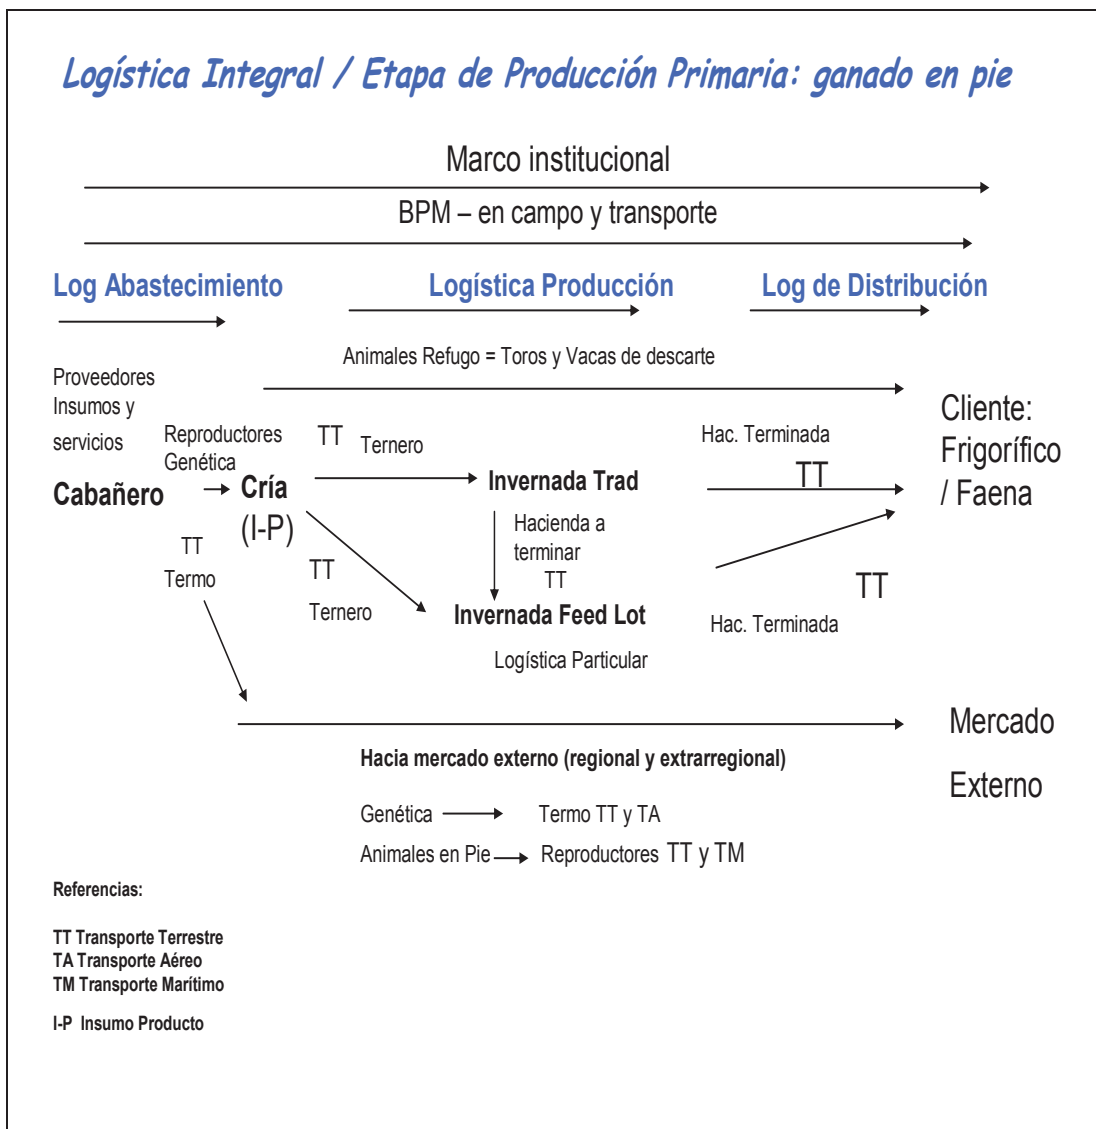 Logística Integral / Etapa de Producción Primaria: ganado en pie
Marco institucional
BPM – en campo y transporte
Log Abastecimiento
Logística Producción
Log de Distribución
Animales Refugo = Toros y Vacas de descarte
Proveedores
Insumos y
servicios
Reproductores
Genética
TT
Ternero
Hac. Terminada
TT
Cliente:
Frigorífico
/ Faena
Cabañero
Cría
(I-P)
Invernada Trad
Hacienda a
terminar
TT
TT
Termo
TT
Ternero
Invernada Feed Lot
Logística Particular
TT
Hac. Terminada
Mercado
Externo
Hacia mercado externo (regional y extrarregional)
Genética
Termo TT y TA
Animales en Pie
Reproductores TT y TM
Referencias:
TT Transporte Terrestre
TA Transporte Aéreo
TM Transporte Marítimo
I-P Insumo Producto